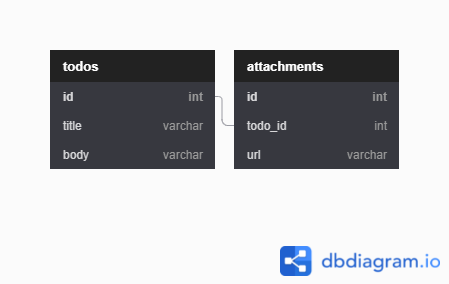 todos
id int
title varchar
body varchar
attachments
id int
todo_id int
url varchar
dbdiagram.io